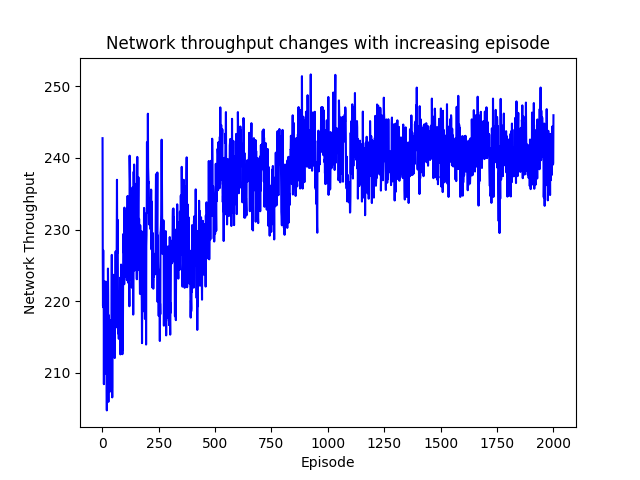 Network throughput changes with increasing episode
Network Throughput
250
240
230
220
210
0 250 500 750 1000 1250 1500 1750 2000
Episode